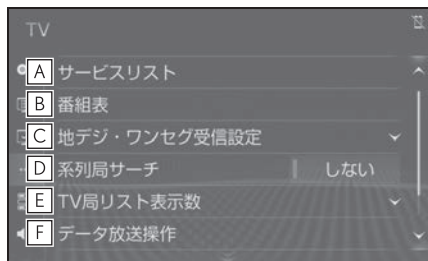 TV
A サービスリスト
B 番組表
C 地デジ・ワンセグ受信設定
D 系列局サーチ しない
E TV局リスト表示数
F データ放送操作